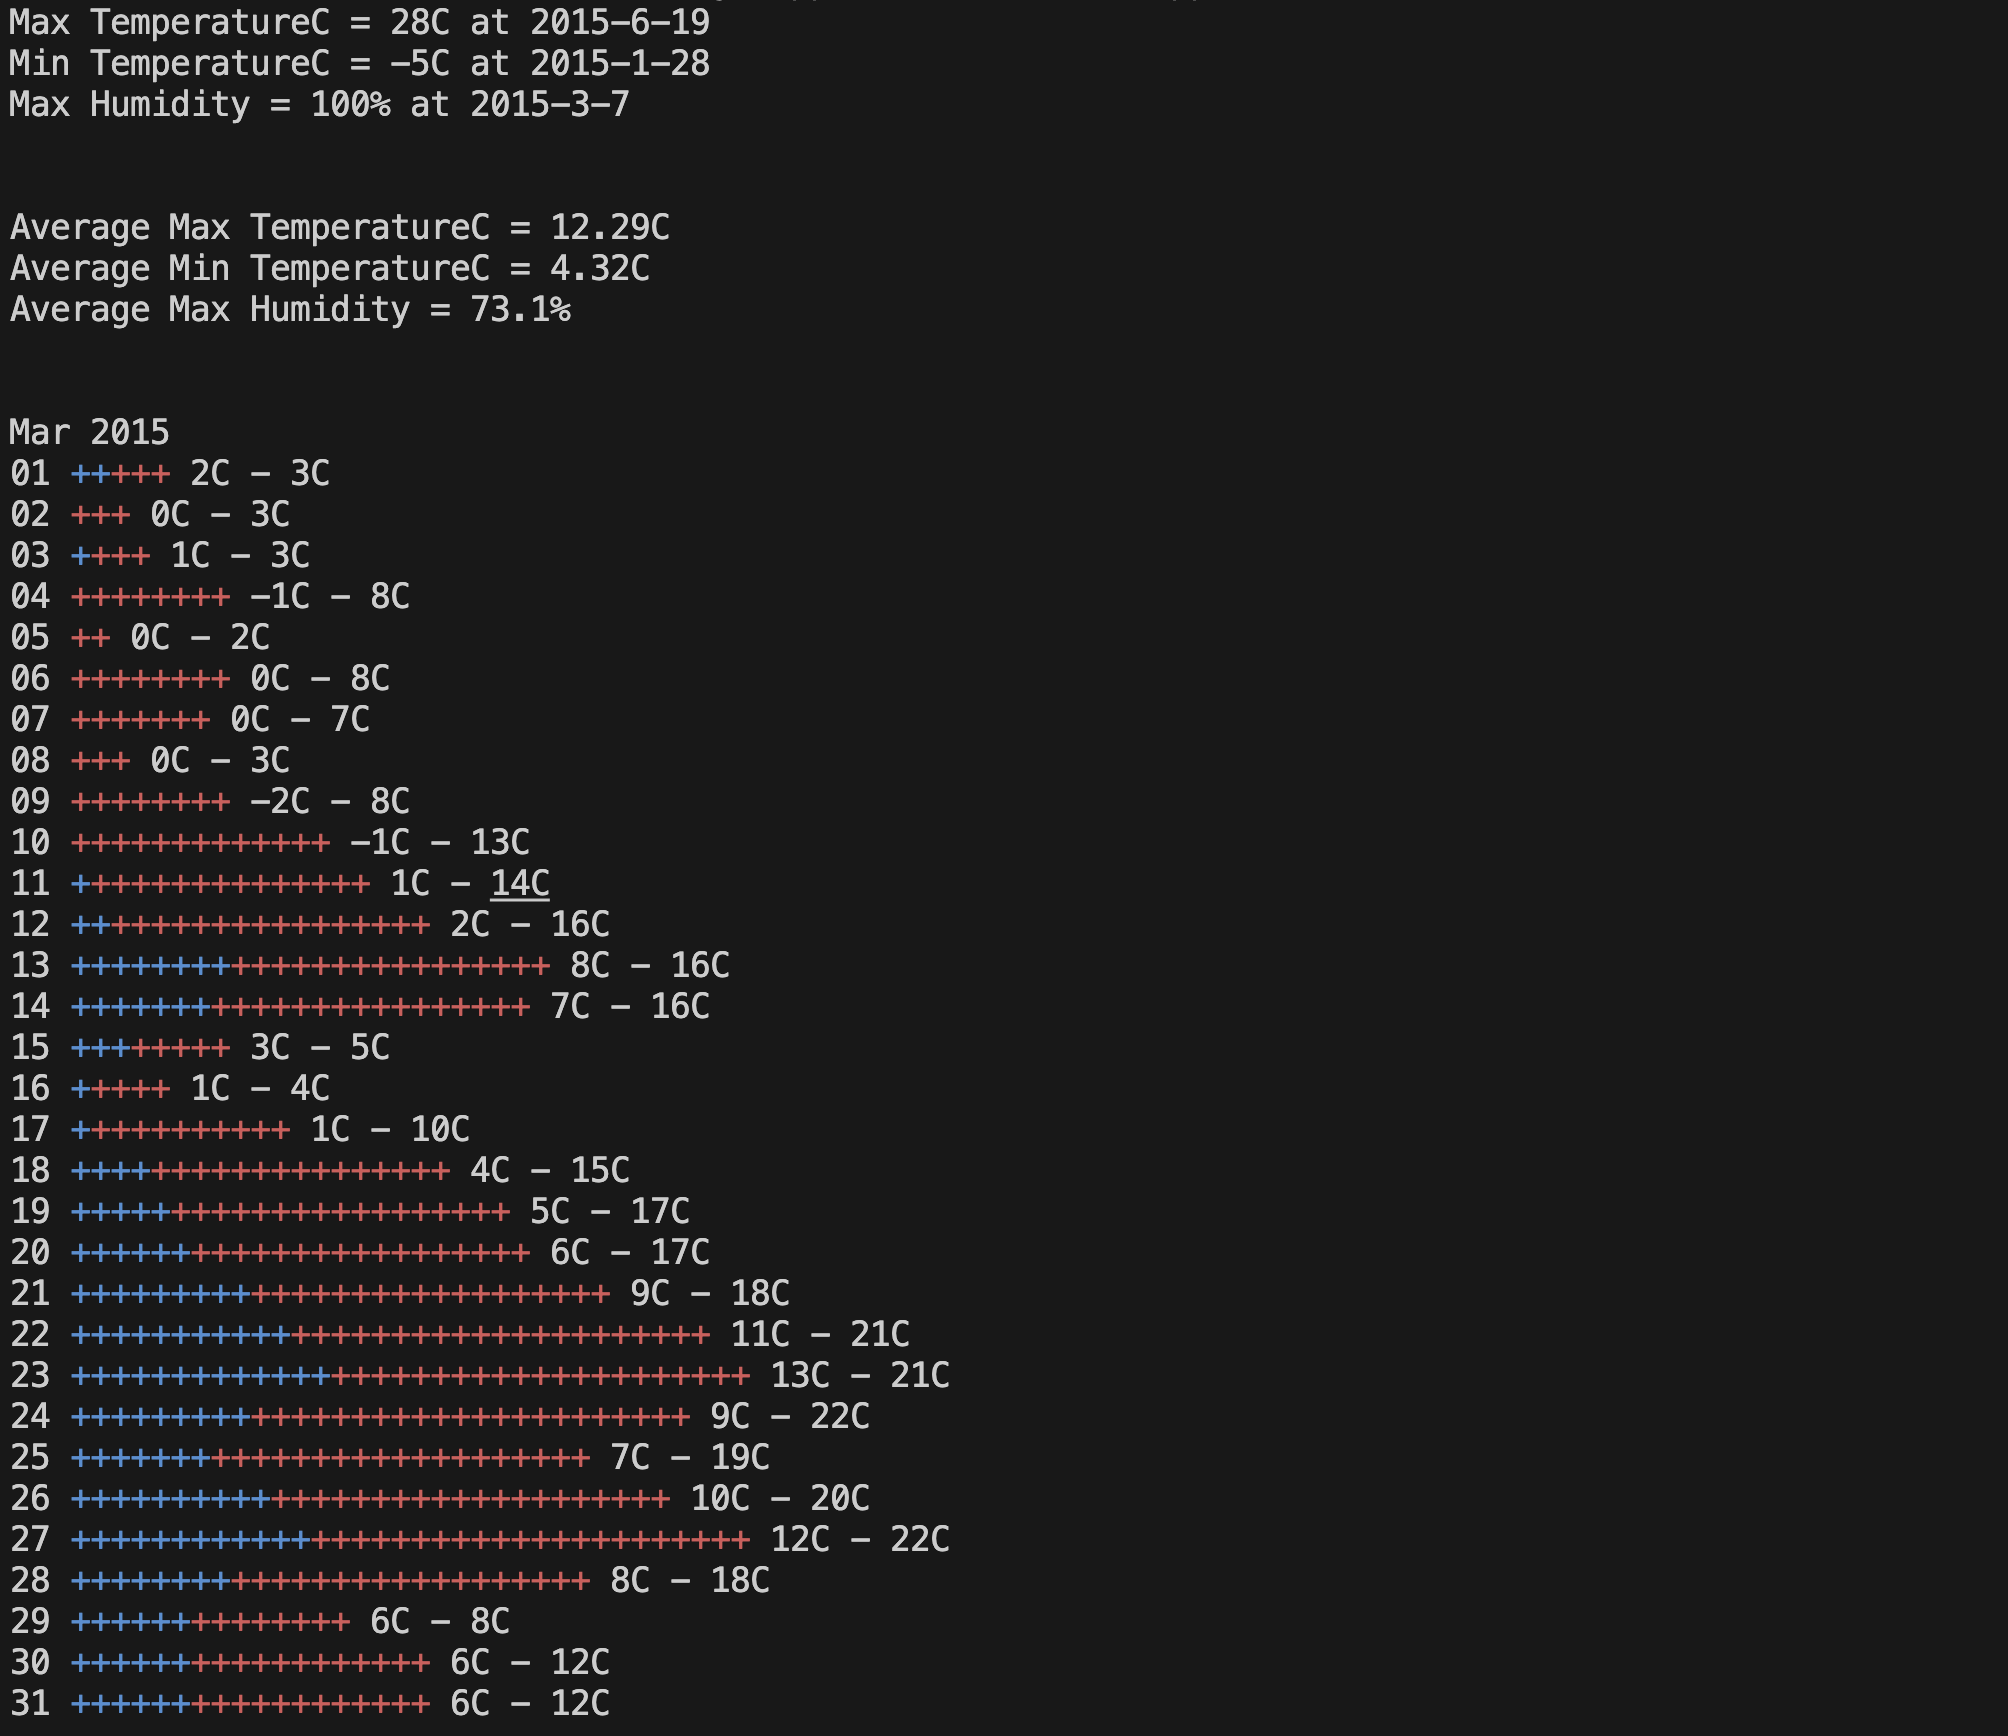 Max TemperatureC = 28C at 2015-6-19
Min TemperatureC = -5C at 2015-1-28
Max Humidity = 100% at 2015-3-7
Average Max TemperatureC = 12.29C
Average Min TemperatureC = 4.32C
Average Max Humidity = 73.1%
Mar 2015
01 +++++ 2C - 3C
02 +++ 0C - 3C
03 ++++ 1C - 3C
04 ++++++++ -1C - 8C
05 ++ 0C - 2C
06 ++++++++ 0C - 8C
07 +++++++ 0C - 7C
08 +++ 0C - 3C
09 ++++++++ -2C - 8C
10 +++++++++++++ -1C - 13C
11 +++++++++++++++ 1C - 14C
12 ++++++++++++++++++ 2C - 16C
13 ++++++++++++++++++++++++ 8C - 16C
14 +++++++++++++++++++++++ 7C - 16C
15 ++++++++ 3C - 5C
16 +++++ 1C - 4C
17 +++++++++++ 1C - 10C
18 +++++++++++++++++++ 4C - 15C
19 ++++++++++++++++++++++ 5C - 17C
20 +++++++++++++++++++++++ 6C - 17C
21 +++++++++++++++++++++++++++ 9C - 18C
22 ++++++++++++++++++++++++++++++++ 11C - 21C
23 ++++++++++++++++++++++++++++++++++ 13C - 21C
24 +++++++++++++++++++++++++++++++ 9C - 22C
25 ++++++++++++++++++++++++++ 7C - 19C
26 ++++++++++++++++++++++++++++++ 10C - 20C
27 ++++++++++++++++++++++++++++++++++ 12C - 22C
28 ++++++++++++++++++++++++++ 8C - 18C
29 ++++++++++++++ 6C - 8C
30 ++++++++++++++++++ 6C - 12C
31 ++++++++++++++++++ 6C - 12C